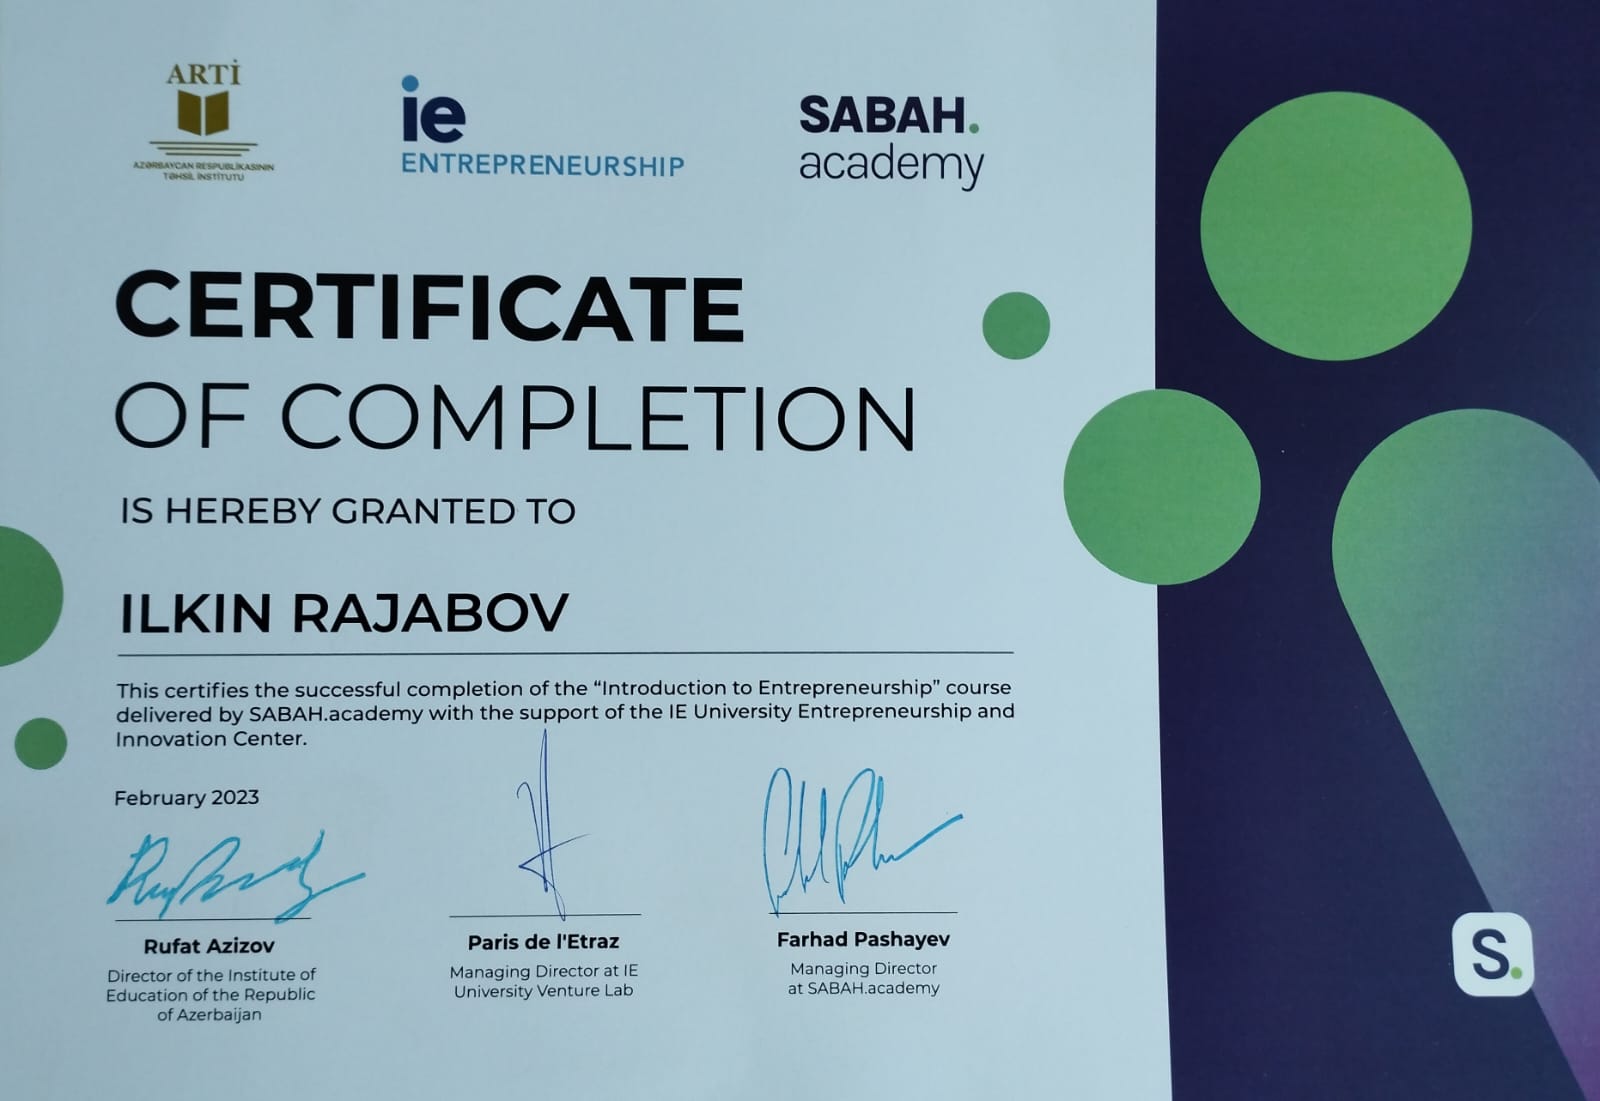 ARTİ
AZƏRBAYCAN RESPUBLİKASININ
TƏHSİL İNSTİTUTU
ie
ENTREPRENEURSHIP
SABAH.
academy
CERTIFICATE
OF COMPLETION
IS HEREBY GRANTED TO
ILKIN RAJABOV
This certifies the successful completion of the “Introduction to Entrepreneurship” course
delivered by SABAH.academy with the support of the IE University Entrepreneurship and
Innovation Center.
February 2023
Rufat Azizov
Director of the Institute of
Education of the Republic
of Azerbaijan
Paris de l'Etraz
Managing Director at IE
University Venture Lab
Farhad Pashayev
Managing Director
at SABAH.academy
S.